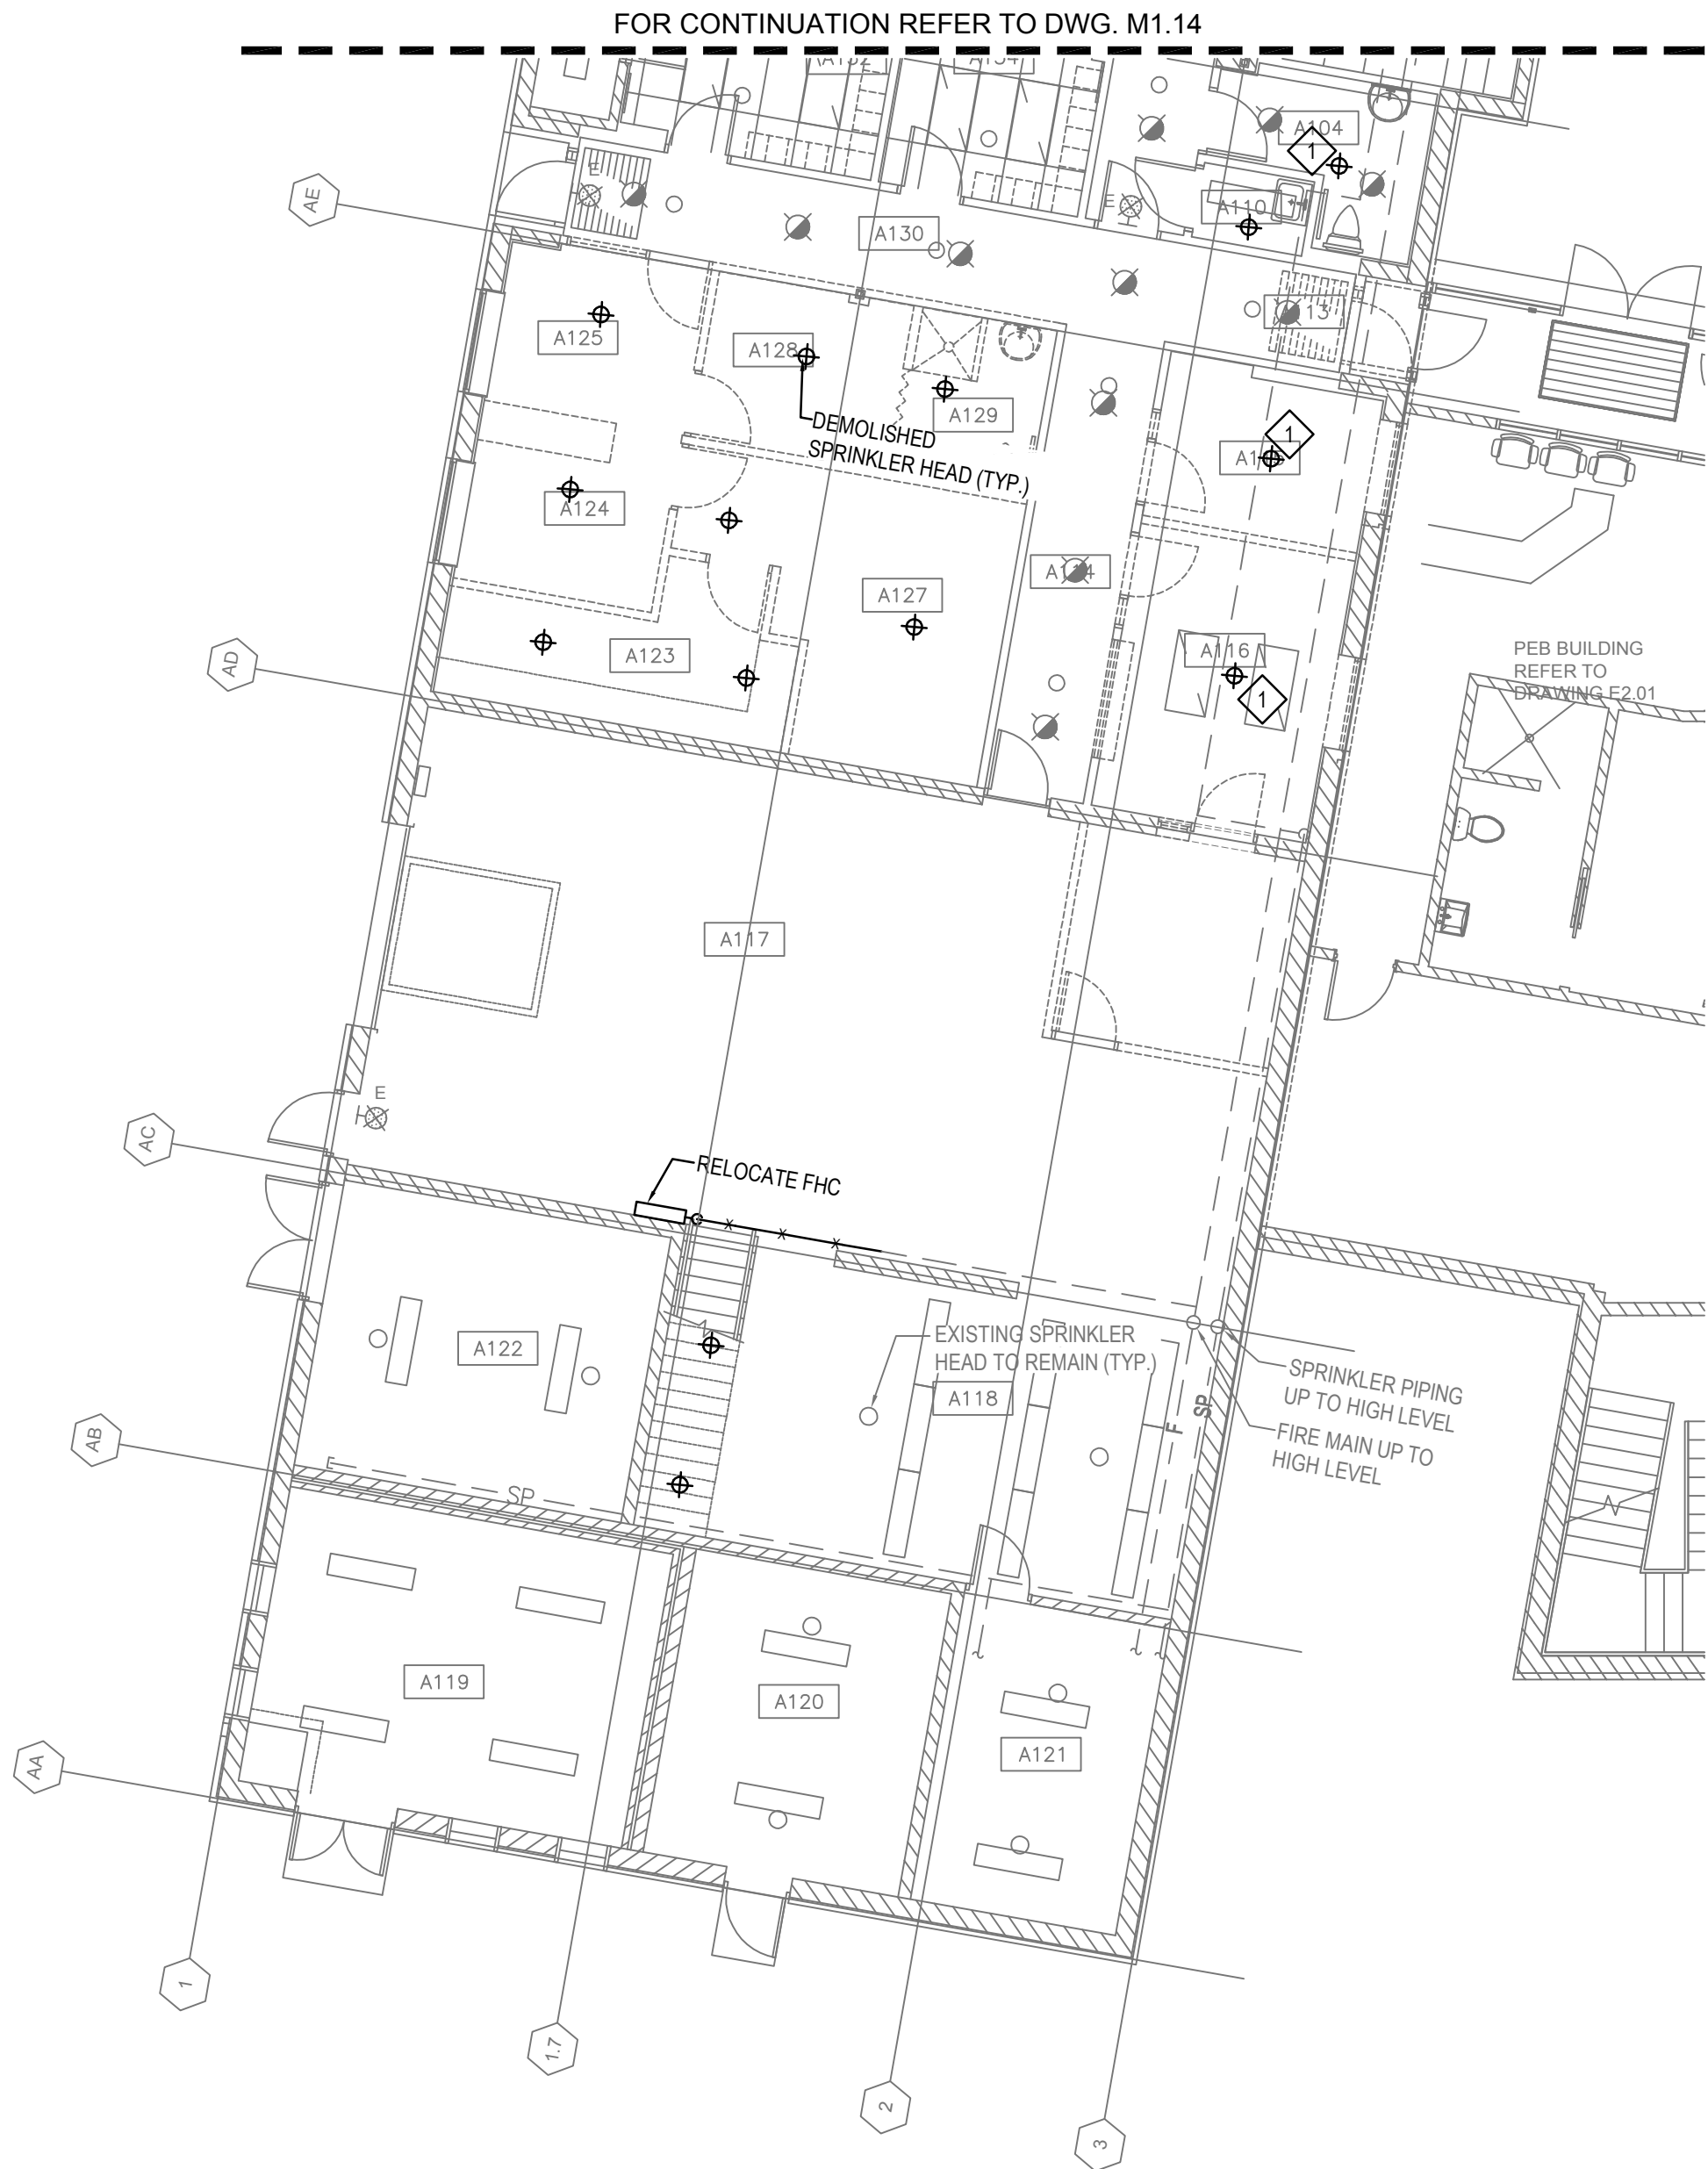 FOR CONTINUATION REFER TO DWG. M1.14
A104
1
E
AE
A110
E
A130
13
A125
A128
A129
DEMOLISHED
SPRINKLER HEAD (TYP.)
1
A124
A114
A127
A116
A123
AD
1
PEB BUILDING
REFER TO
DRAWING E2.01
A117
E
AC
RELOCATE FHC
A122
EXISTING SPRINKLER
HEAD TO REMAIN (TYP.)
A118
SPRINKLER PIPING
UP TO HIGH LEVEL
F
SP
FIRE MAIN UP TO
HIGH LEVEL
AB
SP
A119
A120
A121
AA
1
1.7
2
3